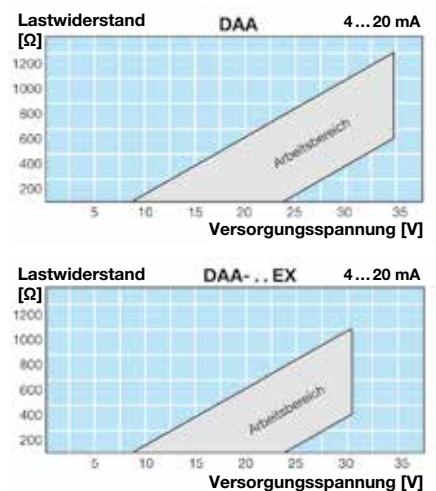 Lastwiderstand DAA 4...20 mA
[Ω]
1200
1000
800
600
400
200
Arbeitsbereich
5 10 15 20 25 30 35
Versorgungsspannung [V]
Lastwiderstand DAA- . . EX 4...20 mA
[Ω]
1200
1000
800
600
400
200
Arbeitsbereich
5 10 15 20 25 30 35
Versorgungsspannung [V]